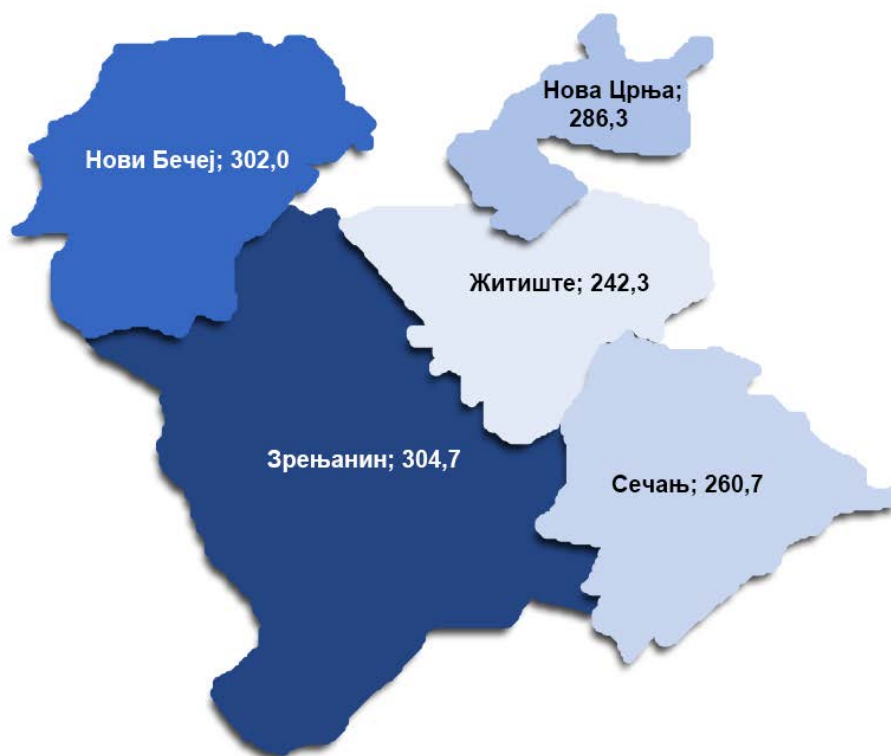 Нова Црња;
286,3
Нови Бечеј; 302,0
Житиште; 242,3
Зрењанин; 304,7
Сечањ; 260,7